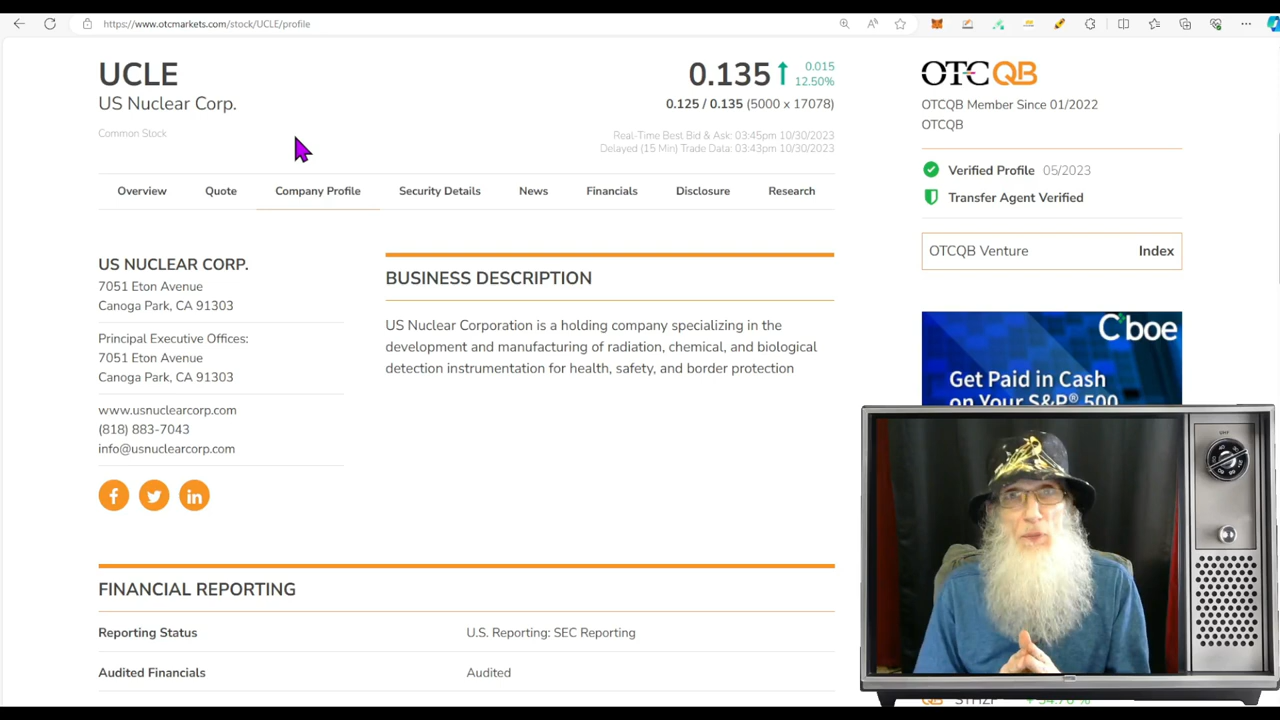 https://www.otcmarkets.com/stock/UCLE/profile
UCLE
US Nuclear Corp.
Common Stock
0.135
0.015
12.50%
0.125 / 0.135 (5000 x 17078)
Real-Time Best Bid & Ask: 03:45pm 10/30/2023
Delayed (15 Min) Trade Data: 03:43pm 10/30/2023
OTCQB
OTCQB Member Since 01/2022
OTCQB
Verified Profile 05/2023
Transfer Agent Verified
OTCQB Venture Index
Overview Quote Company Profile Security Details News Financials Disclosure Research
US NUCLEAR CORP.
7051 Eton Avenue
Canoga Park, CA 91303
Principal Executive Offices:
7051 Eton Avenue
Canoga Park, CA 91303
www.usnuclearcorp.com
(818) 883-7043
info@usnuclearcorp.com
BUSINESS DESCRIPTION
US Nuclear Corporation is a holding company specializing in the
development and manufacturing of radiation, chemical, and biological
detection instrumentation for health, safety, and border protection
Cboe
Get Paid in Cash
on Your S&P® 500
FINANCIAL REPORTING
Reporting Status U.S. Reporting: SEC Reporting
Audited Financials Audited